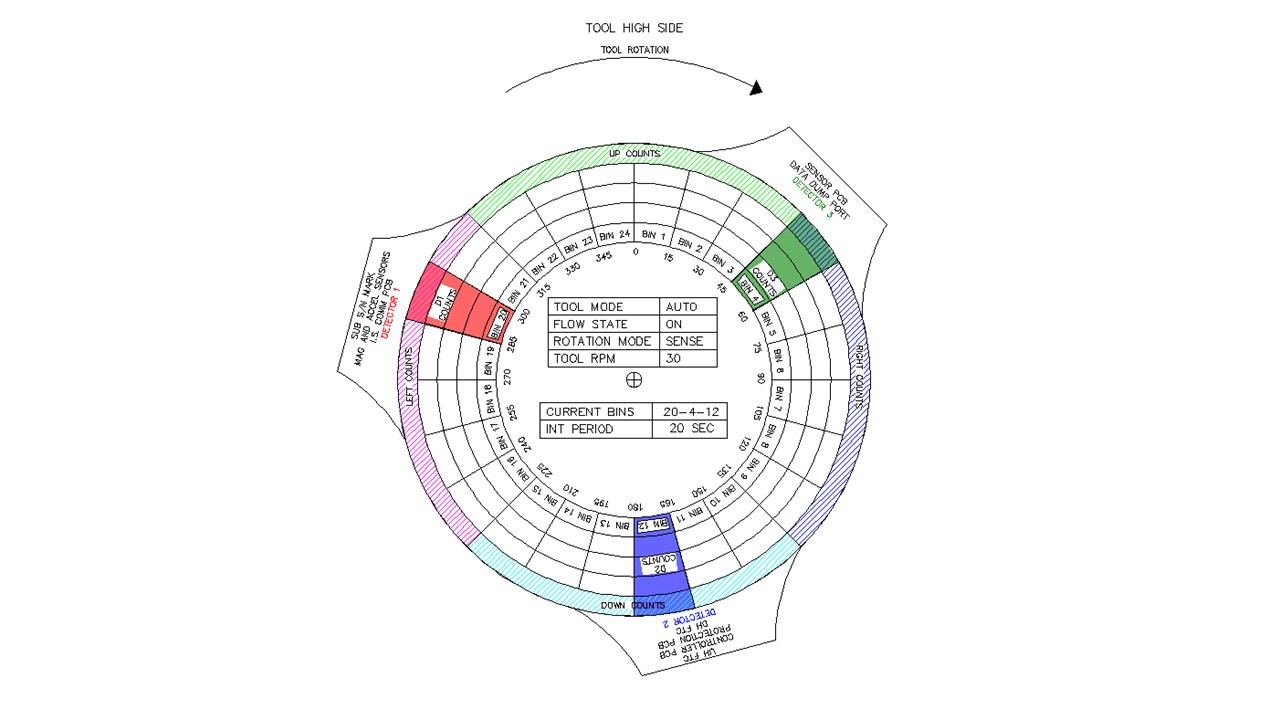 TOOL HIGH SIDE
TOOL ROTATION
UP COUNTS
SENSOR PCB
DATA DUMP PORT
DETECTOR 3
RIGHT COUNTS
DETECTOR 2
DH FTC
PROTECTION PCB
CONTROLLER PCB
UH FTC
DOWN COUNTS
LEFT COUNTS
SUB S/N MARK
MAG AND ACCEL SENSORS
I.S. COMM PCB
DETECTOR 1
D1
COUNTS
D3
COUNTS
D2
COUNTS
BIN 1
BIN 2
BIN 3
BIN 4
BIN 5
BIN 6
BIN 7
BIN 8
BIN 9
BIN 10
BIN 11
BIN 12
BIN 13
BIN 14
BIN 15
BIN 16
BIN 17
BIN 18
BIN 19
BIN 20
BIN 21
BIN 22
BIN 23
BIN 24
0
15
30
45
60
75
90
105
120
135
150
165
180
195
210
225
240
255
270
285
300
315
330
345
TOOL MODE AUTO
FLOW STATE ON
ROTATION MODE SENSE
TOOL RPM 30
CURRENT BINS 20-4-12
INT PERIOD 20 SEC